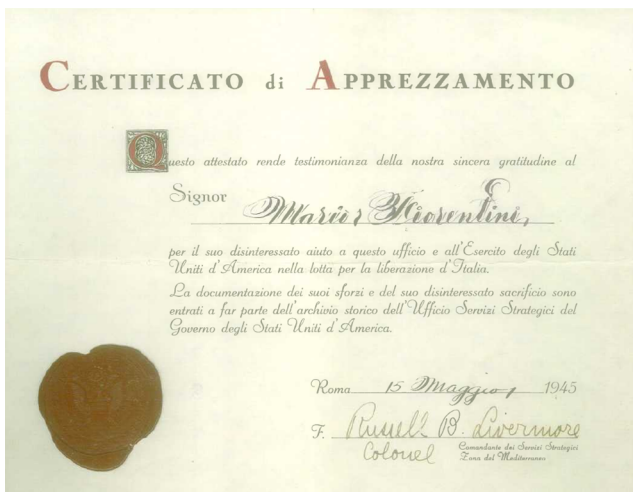 CERTIFICATO di APPREZZAMENTO
Questo attestato rende testimonianza della nostra sincera gratitudine al
Signor Mario Fiorentini,
per il suo disinteressato aiuto a questo ufficio e all'Esercito degli Stati
Uniti d'America nella lotta per la liberazione d'Italia.
La documentazione dei suoi sforzi e del suo disinteressato sacrificio sono
entrati a far parte dell'archivio storico dell'Ufficio Servizi Strategici del
Governo degli Stati Uniti d'America.
Roma 15 Maggio, 1945
F. Russell B. Livermore
Colonel Comandante dei Servizi Strategici
Zona del Mediterraneo